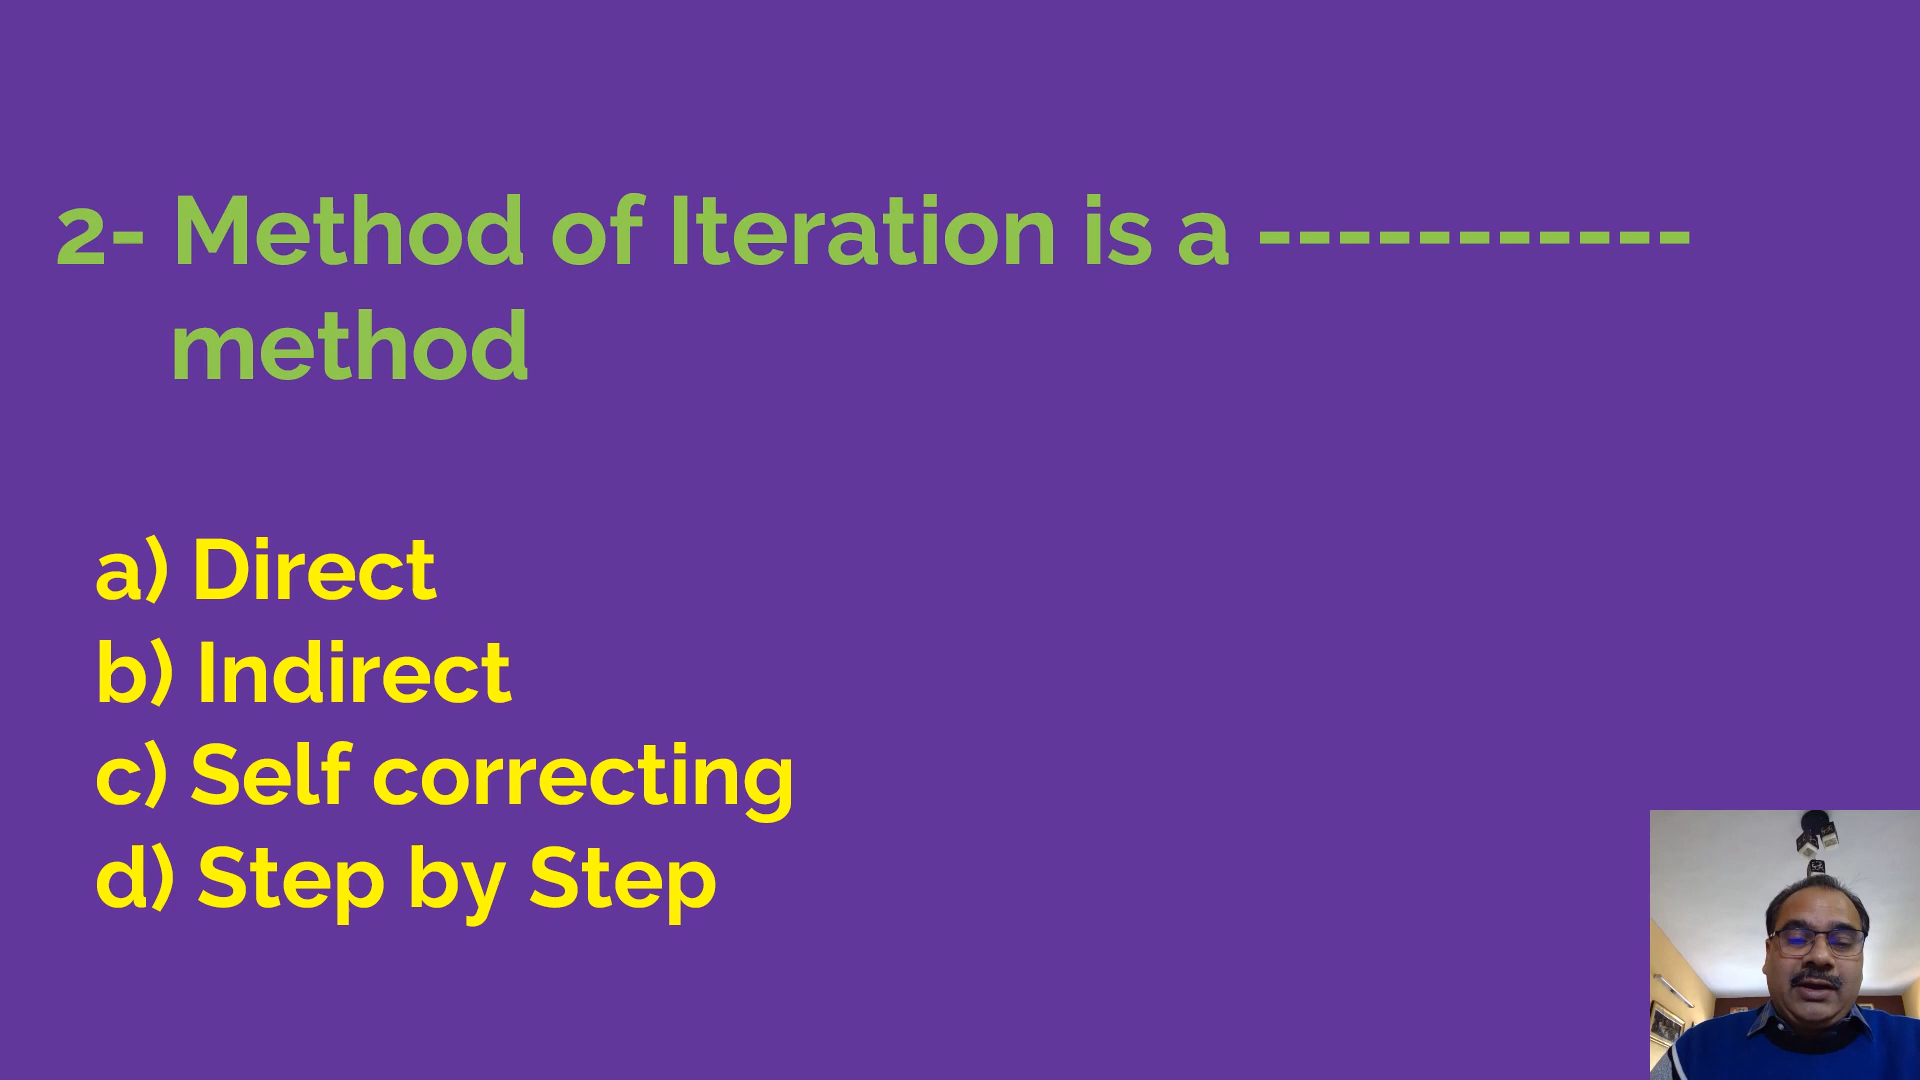 2- Method of Iteration is a -----------
method
a) Direct
b) Indirect
c) Self correcting
d) Step by Step